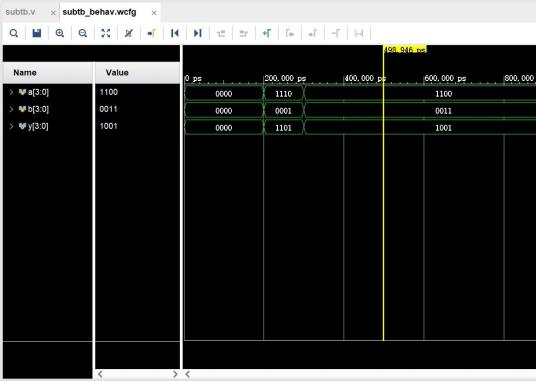 subtb.v × subtb_behav.wcfg ×
498,946 ps
Name Value
0 ps 200,000 ps 400,000 ps 600,000 ps 800,000
a[3:0] 1100 0000 1110 1100
b[3:0] 0011 0000 0001 0011
y[3:0] 1001 0000 1101 1001